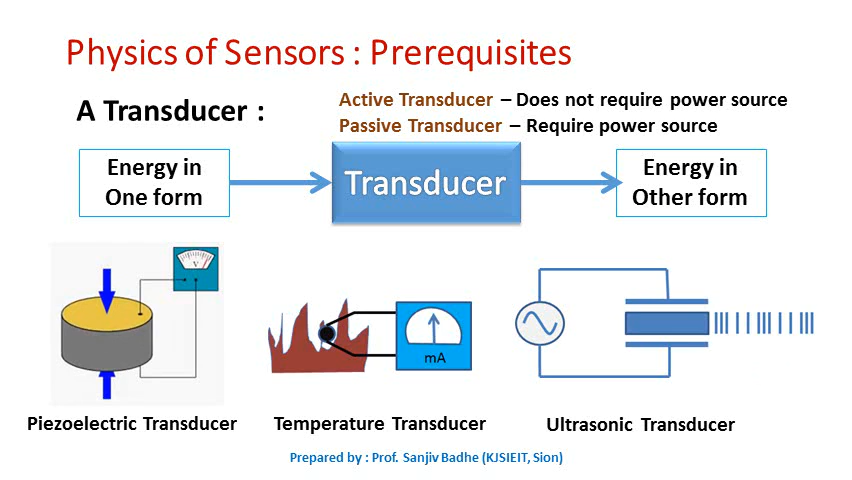 Physics of Sensors : Prerequisites
A Transducer :
Active Transducer – Does not require power source
Passive Transducer – Require power source
Energy in
One form
Transducer
Energy in
Other form
V
mA
Piezoelectric Transducer
Temperature Transducer
Ultrasonic Transducer
Prepared by : Prof. Sanjiv Badhe (KJSIEIT, Sion)